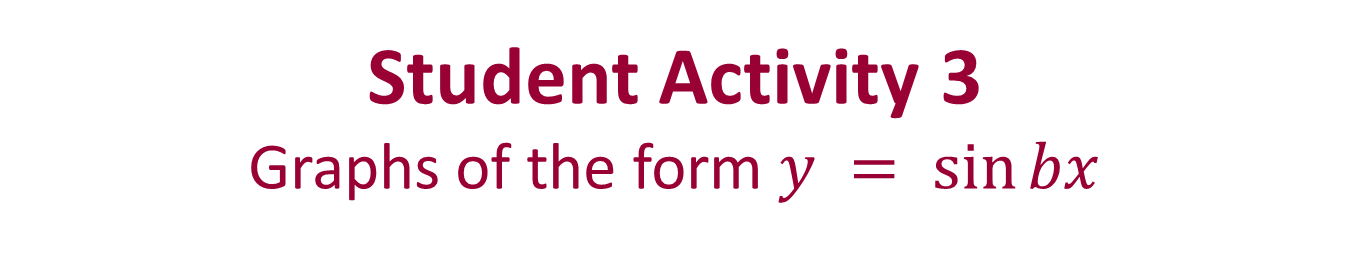 Student Activity 3
Graphs of the form y = sin bx